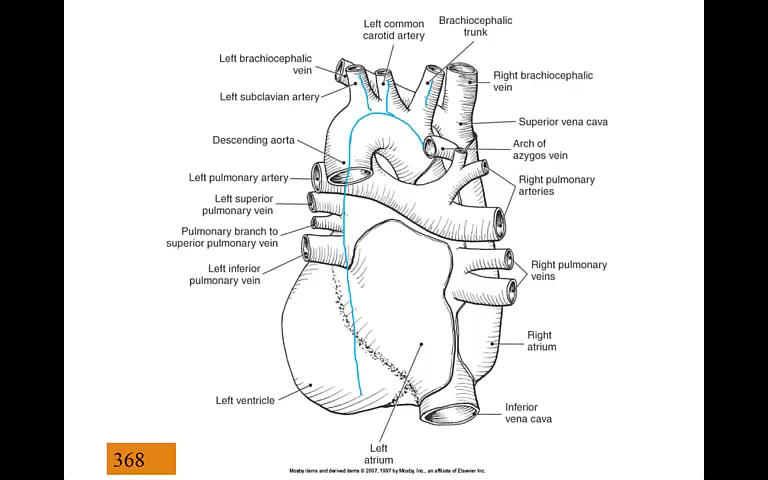 Brachiocephalic
trunk
Left common
carotid artery
Left brachiocephalic
vein
Right brachiocephalic
vein
Left subclavian artery
Superior vena cava
Descending aorta
Arch of
azygos vein
Left pulmonary artery
Right pulmonary
arteries
Left superior
pulmonary vein
Pulmonary branch to
superior pulmonary vein
Left inferior
pulmonary vein
Right pulmonary
veins
Right
atrium
Left ventricle
Inferior
vena cava
Left
atrium
368
Mosby items and derived items © 2007, 1997 by Mosby, Inc., an affiliate of Elsevier Inc.